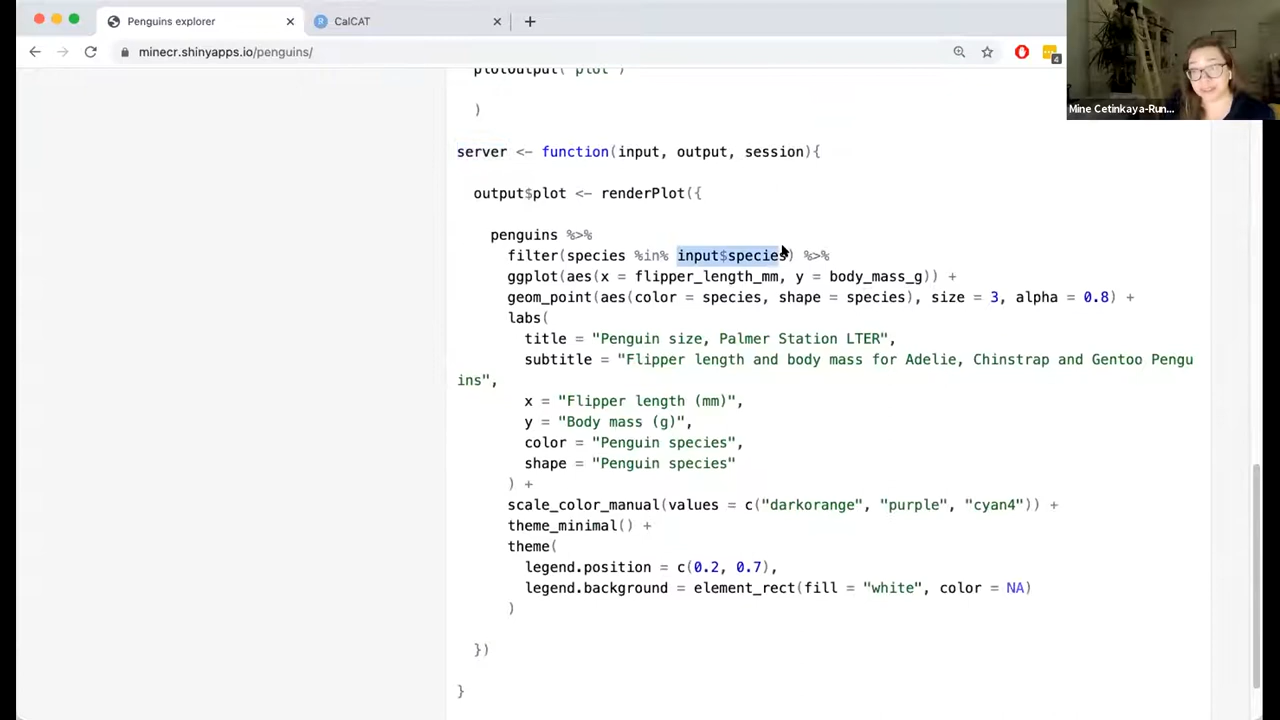 Penguins explorer
CalCAT
minecr.shinyapps.io/penguins/
4
Mine Cetinkaya-Run...
plotOutput("plot")
)
server <- function(input, output, session){
output$plot <- renderPlot({
penguins %>%
filter(species %in% input$species) %>%
ggplot(aes(x = flipper_length_mm, y = body_mass_g)) +
geom_point(aes(color = species, shape = species), size = 3, alpha = 0.8) +
labs(
title = "Penguin size, Palmer Station LTER",
subtitle = "Flipper length and body mass for Adelie, Chinstrap and Gentoo Pengu
ins",
x = "Flipper length (mm)",
y = "Body mass (g)",
color = "Penguin species",
shape = "Penguin species"
) +
scale_color_manual(values = c("darkorange", "purple", "cyan4")) +
theme_minimal() +
theme(
legend.position = c(0.2, 0.7),
legend.background = element_rect(fill = "white", color = NA)
)
})
}